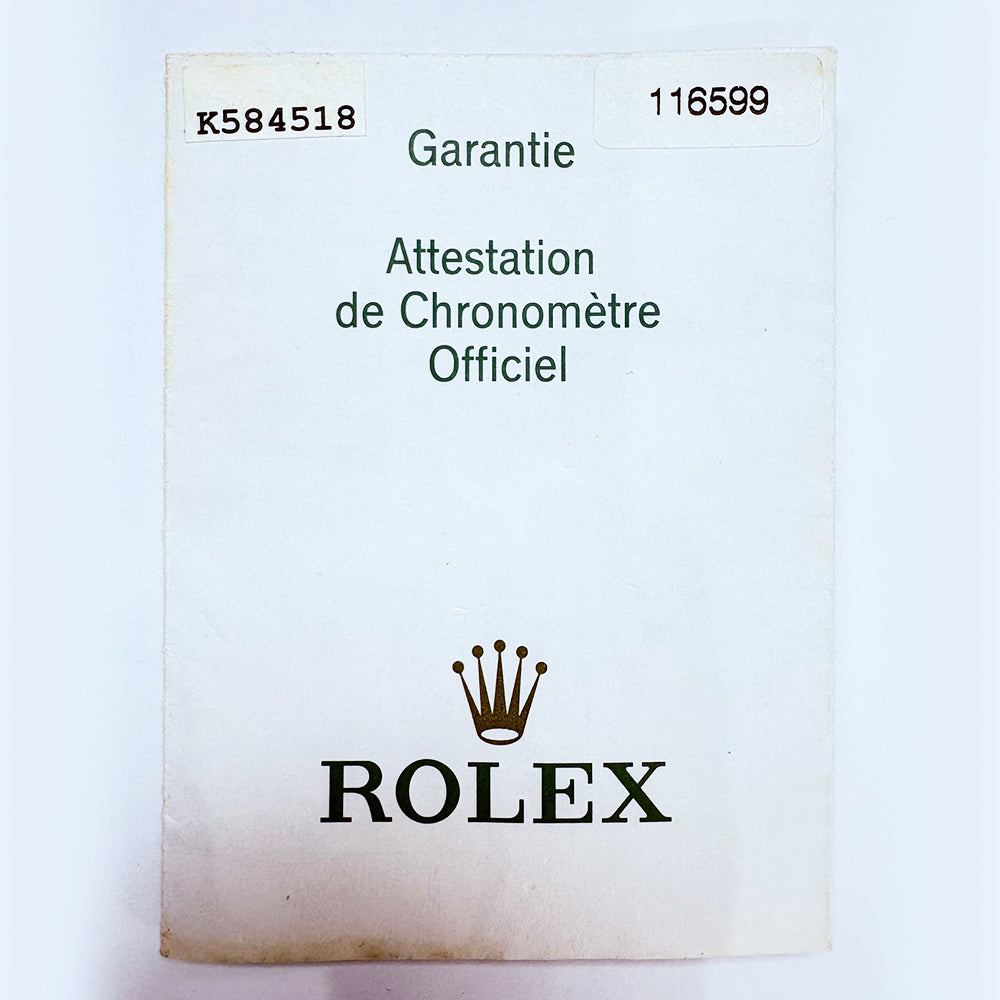 K584518
116599
Garantie
Attestation
de Chronomètre
Officiel
ROLEX